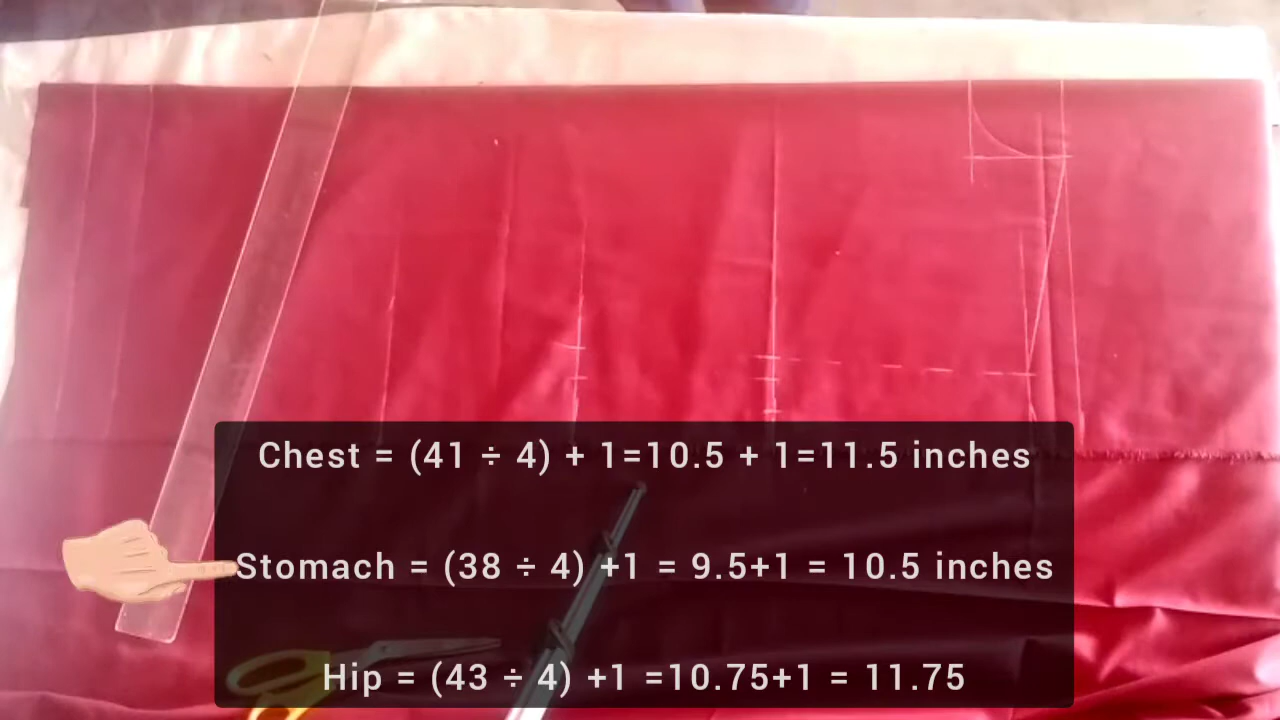 Chest = (41 ÷ 4) + 1=10.5 + 1=11.5 inches
Stomach = (38 ÷ 4) +1 = 9.5+1 = 10.5 inches
Hip = (43 ÷ 4) +1 =10.75+1 = 11.75